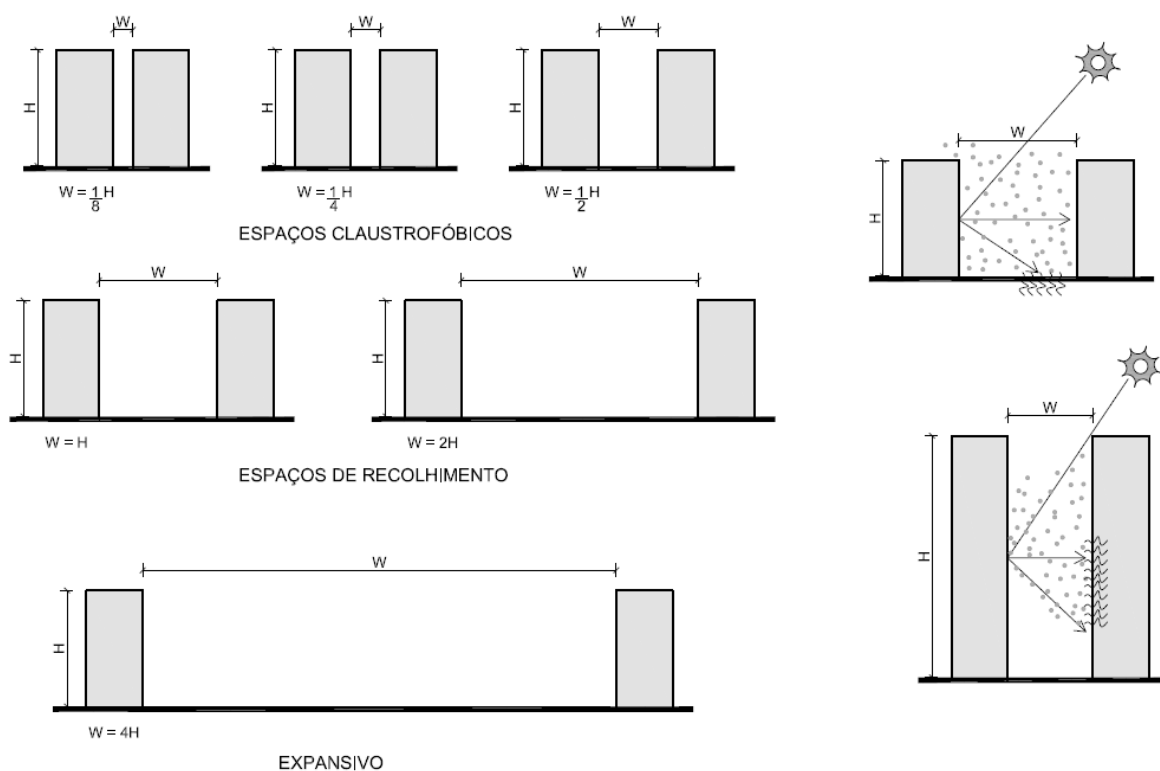 W
W
W
H
H
H
W = 1/8 H
W = 1/4 H
W = 1/2 H
ESPAÇOS CLAUSTROFÓBICOS
W
W
H
H
W = H
W = 2H
ESPAÇOS DE RECOLHIMENTO
W
H
W = 4H
EXPANSIVO
W
H
W
H